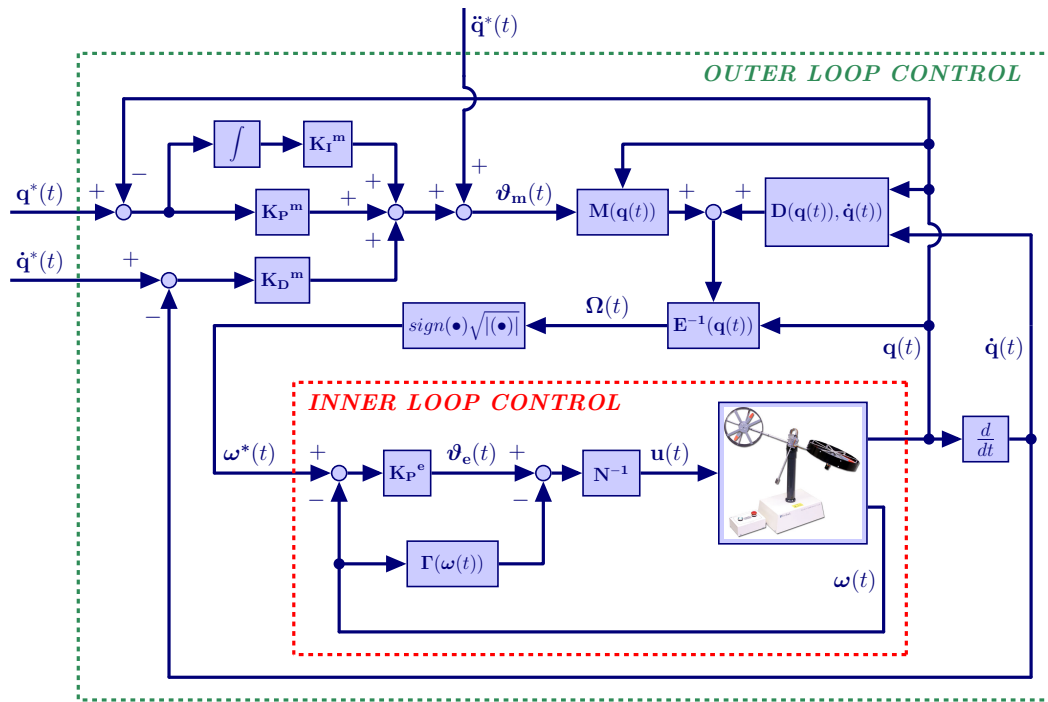 q̈*(t)
OUTER LOOP CONTROL
−
∫
K_I^m
+
q*(t)
+
+
+
ϑ_m(t)
+
+
K_P^m
+
M(q(t))
D(q(t)), q̇(t))
+
q̇*(t)
+
K_D^m
−
Ω(t)
sign(●)√|(●)|
E^−1(q(t))
q(t)
q̇(t)
INNER LOOP CONTROL
ω*(t)
+
ϑ_e(t)
+
u(t)
K_P^e
N^−1
d/dt
−
−
Γ(ω(t))
ω(t)